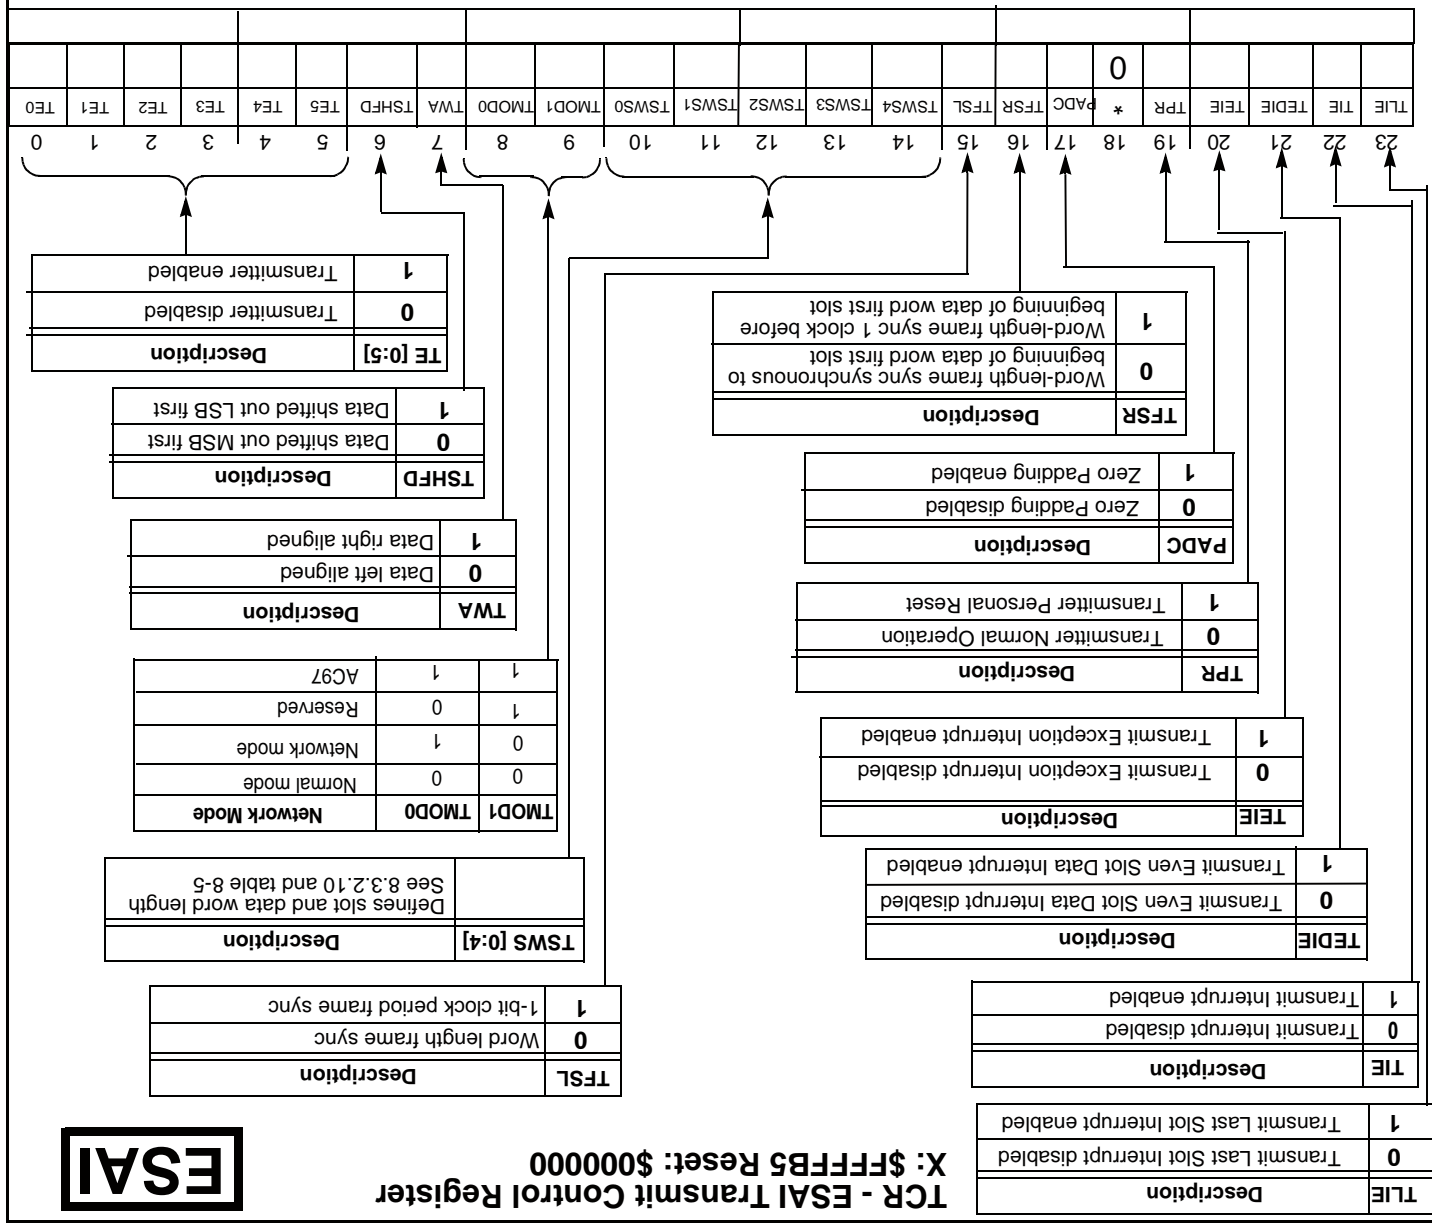 TLIE Description
0 Transmit Last Slot Interrupt disabled
1 Transmit Last Slot Interrupt enabled
TCR - ESAI Transmit Control Register
X: $FFFFB5 Reset: $000000
ESAI
TIE Description
0 Transmit Interrupt disabled
1 Transmit Interrupt enabled
TFSL Description
0 Word length frame sync
1 1-bit clock period frame sync
TEDIE Description
0 Transmit Even Slot Data Interrupt disabled
1 Transmit Even Slot Data Interrupt enabled
TSWS [0:4] Description
Defines slot and data word length
See 8.3.2.10 and table 8-5
TEIE Description
0 Transmit Exception Interrupt disabled
1 Transmit Exception Interrupt enabled
TMOD1 TMOD0 Network Mode
0 0 Normal mode
0 1 Network mode
1 0 Reserved
1 1 AC97
TPR Description
0 Transmitter Normal Operation
1 Transmitter Personal Reset
TWA Description
0 Data left aligned
1 Data right aligned
PADC Description
0 Zero Padding disabled
1 Zero Padding enabled
TSHFD Description
0 Data shifted out MSB first
1 Data shifted out LSB first
TFSR Description
0 Word-length frame sync synchronous to
beginning of data word first slot
1 Word-length frame sync 1 clock before
beginning of data word first slot
TE [0:5] Description
0 Transmitter disabled
1 Transmitter enabled
23 22 21 20 19 18 17 16 15 14 13 12 11 10 9 8 7 6 5 4 3 2 1 0
TLIE TIE TEDIE TEIE TPR * PADC TFSR TFSL TSWS4 TSWS3 TSWS2 TSWS1 TSWS0 TMOD1 TMOD0 TWA TSHFD TE5 TE4 TE3 TE2 TE1 TE0
0